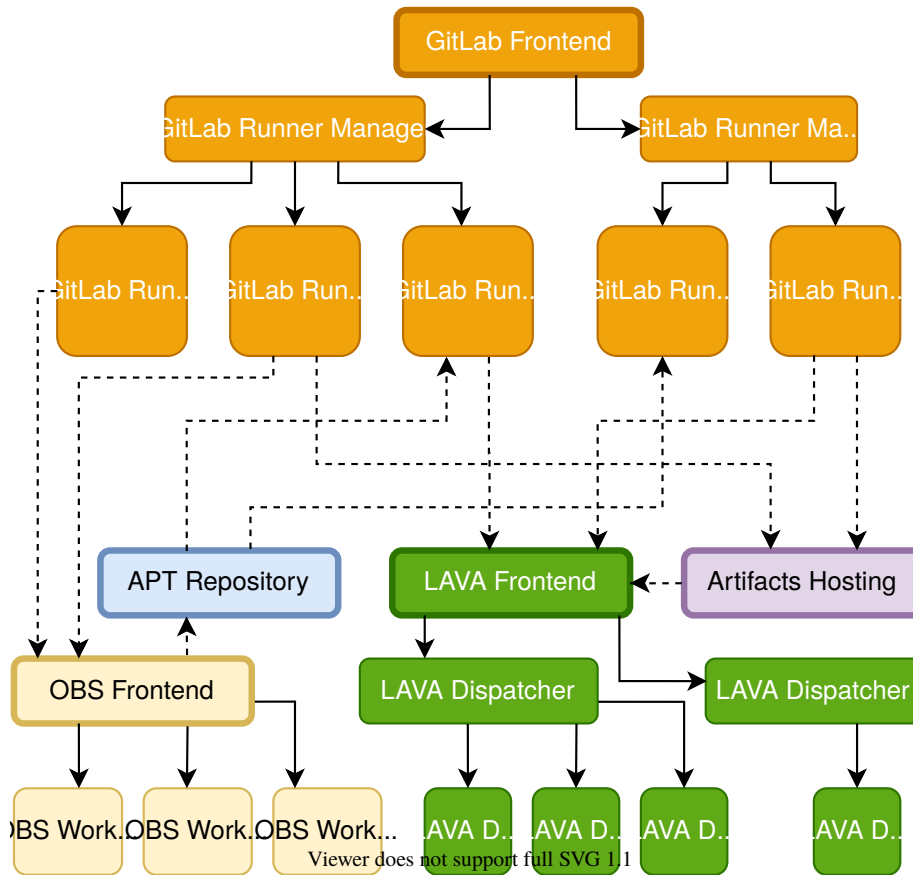 GitLab Frontend
GitLab Runner Manage
GitLab Runner Ma...
GitLab Run...
GitLab Run...
GitLab Run...
GitLab Run...
GitLab Run...
APT Repository
LAVA Frontend
Artifacts Hosting
OBS Frontend
LAVA Dispatcher
LAVA Dispatcher
OBS Work...
OBS Work...
OBS Work...
LAVA D...
LAVA D...
LAVA D...
LAVA D...
Viewer does not support full SVG 1.1